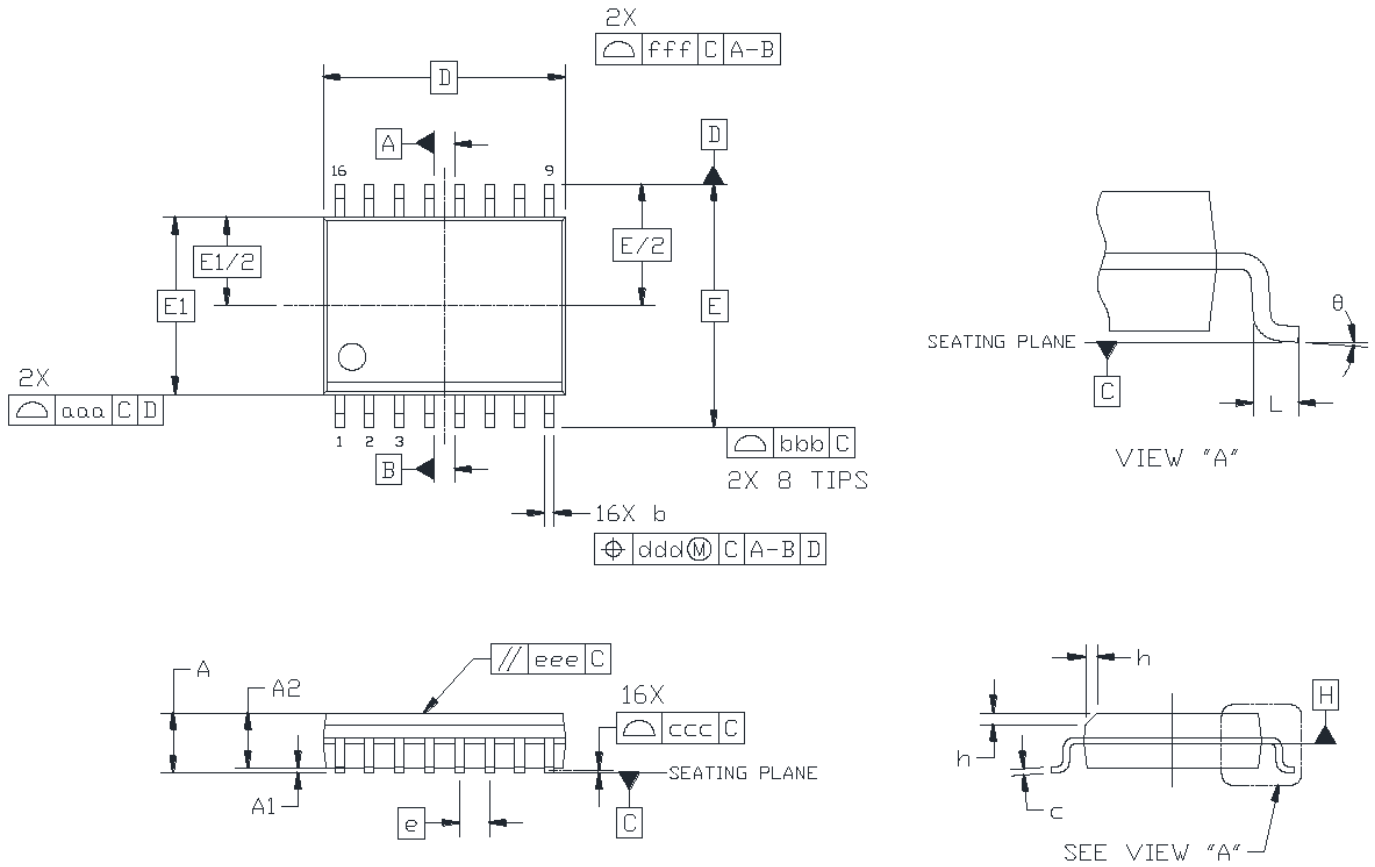 2X
⌓ fff C A-B
D
A
D
16
9
E1/2
E/2
E1
E
2X
⌓ aaa C D
1 2 3
B
⌓ bbb C
2X 8 TIPS
16X b
⌖ ddd Ⓜ C A-B D
θ
SEATING PLANE
C
L
VIEW "A"
// eee C
A
A2
16X
⌓ ccc C
SEATING PLANE
A1
e
C
h
H
h
c
SEE VIEW "A"